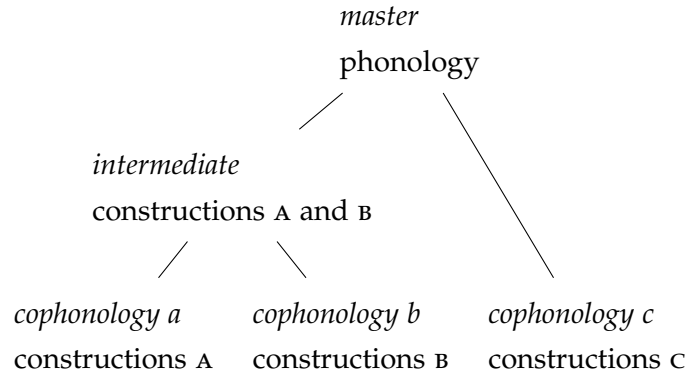 master
phonology
intermediate
constructions A and B
cophonology a cophonology b cophonology c
constructions A constructions B constructions C